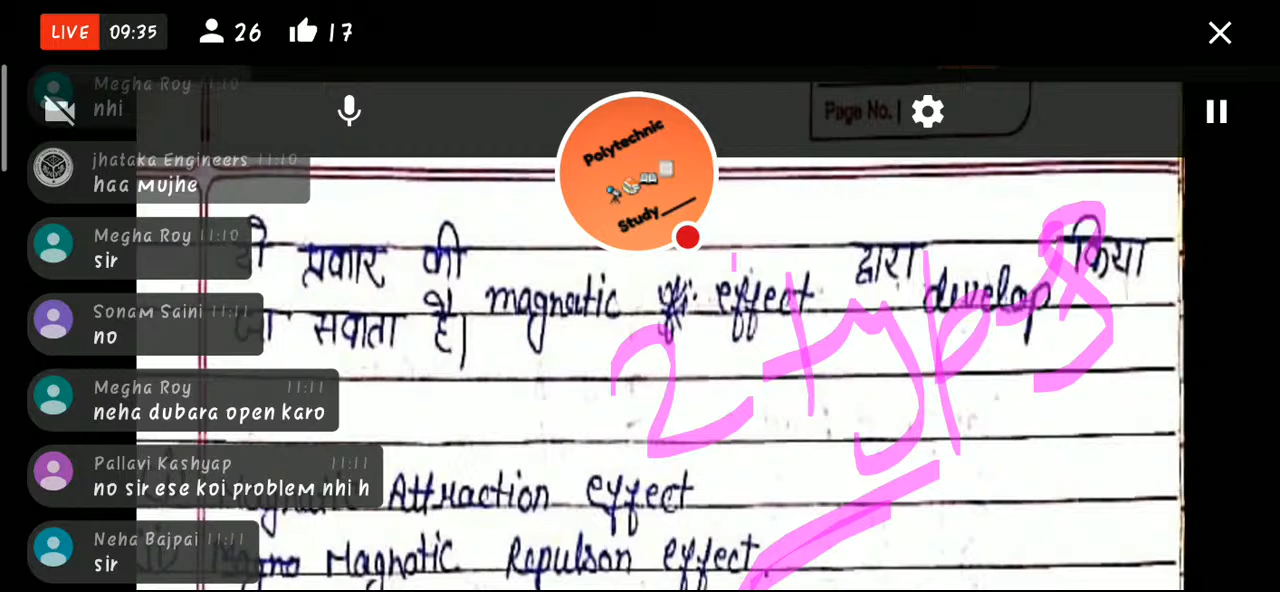 LIVE 09:35 26 17
Megha Roy 11:10
nhi
Page No.
jhataka Engineers 11:10
haa mujhe
Polytechnic
Study
Megha Roy 11:10
sir
प्रकार की द्वारा किया
magnatic effect develop
सकता है।
2 types
Sonam Saini 11:11
no
Megha Roy 11:11
neha dubara open karo
Pallavi Kashyap 11:11
no sir ese koi problem nhi h
Attraction effect
Neha Bajpai 11:11
sir
Magnatic Repulson effect.